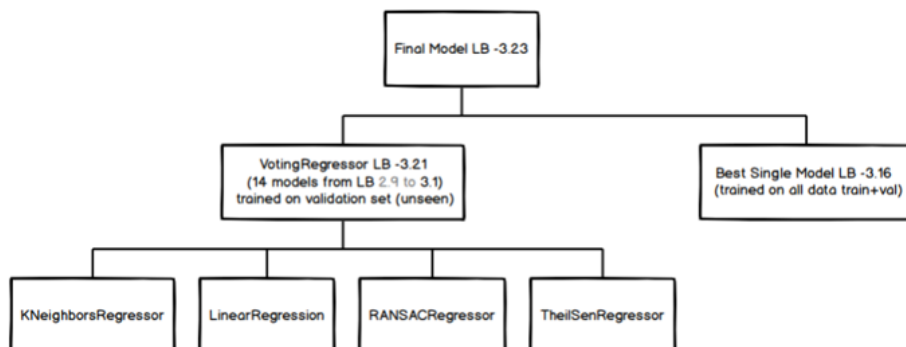 Final Model LB -3.23
VotingRegressor LB -3.21
(14 models from LB 2.9 to 3.1)
trained on validation set (unseen)
Best Single Model LB -3.16
(trained on all data train+val)
KNeighborsRegressor
LinearRegression
RANSACRegressor
TheilSenRegressor